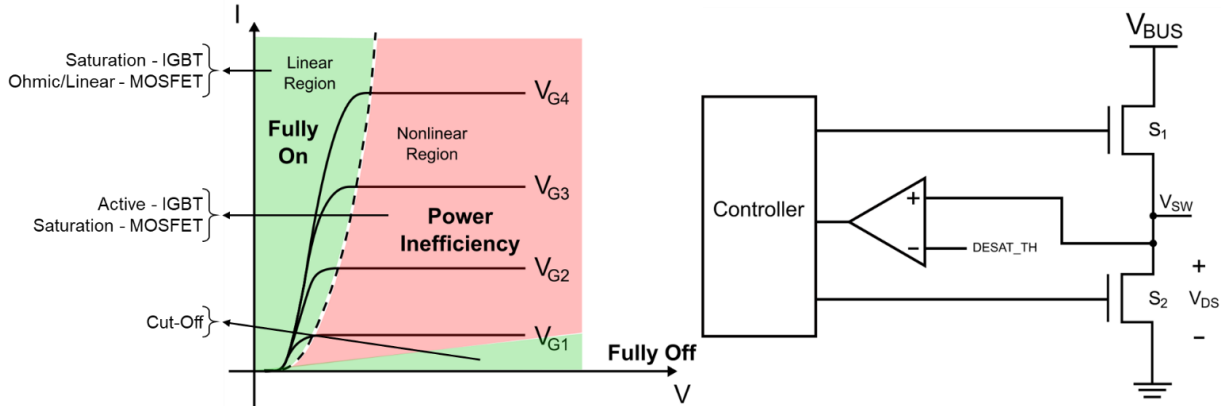 I
Saturation - IGBT
Ohmic/Linear - MOSFET
Linear
Region
Fully
On
VG4
Nonlinear
Region
VG3
Active - IGBT
Saturation - MOSFET
Power
Inefficiency
VG2
Cut-Off
VG1
Fully Off
V
VBUS
S1
Controller
+
−
DESAT_TH
VSW
S2
+
VDS
−